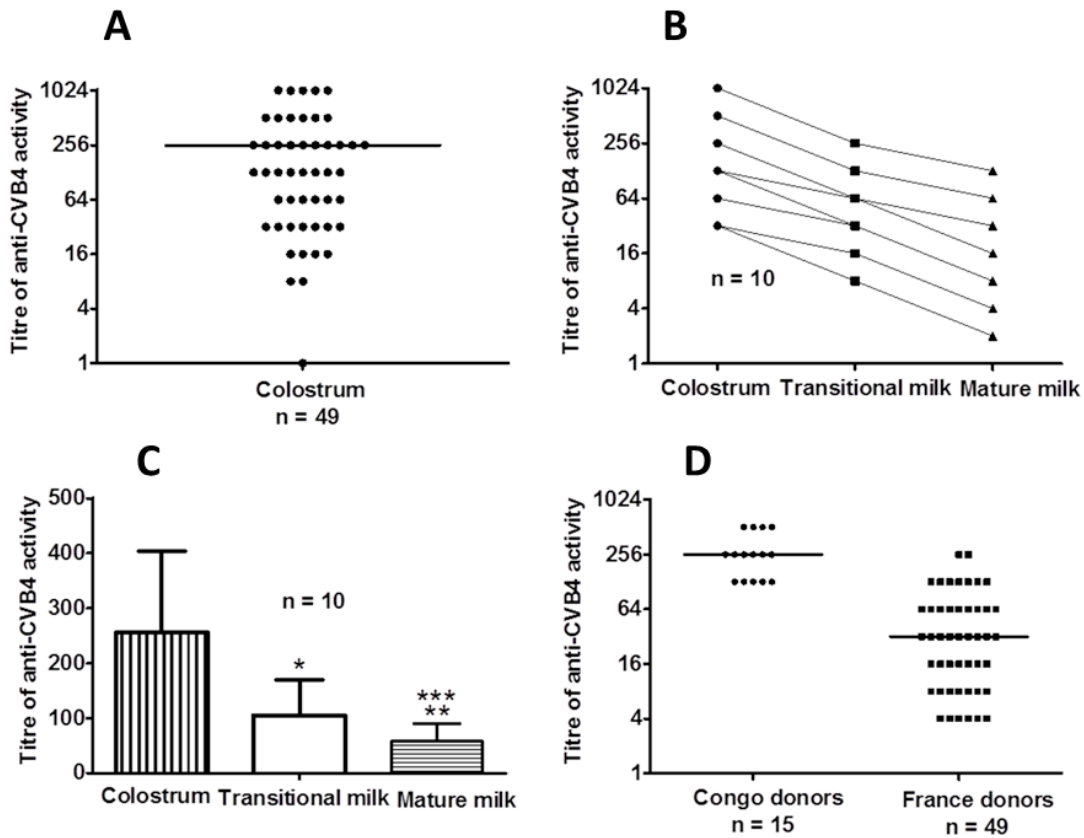 A
Titre of anti-CVB4 activity
1024
256
64
16
4
1
Colostrum
n = 49
B
Titre of anti-CVB4 activity
1024
256
64
16
4
1
n = 10
Colostrum Transitional milk Mature milk
C
Titre of anti-CVB4 activity
500
400
300
200
100
0
n = 10
*
***
**
Colostrum Transitional milk Mature milk
D
Titre of anti-CVB4 activity
1024
256
64
16
4
1
Congo donors France donors
n = 15 n = 49